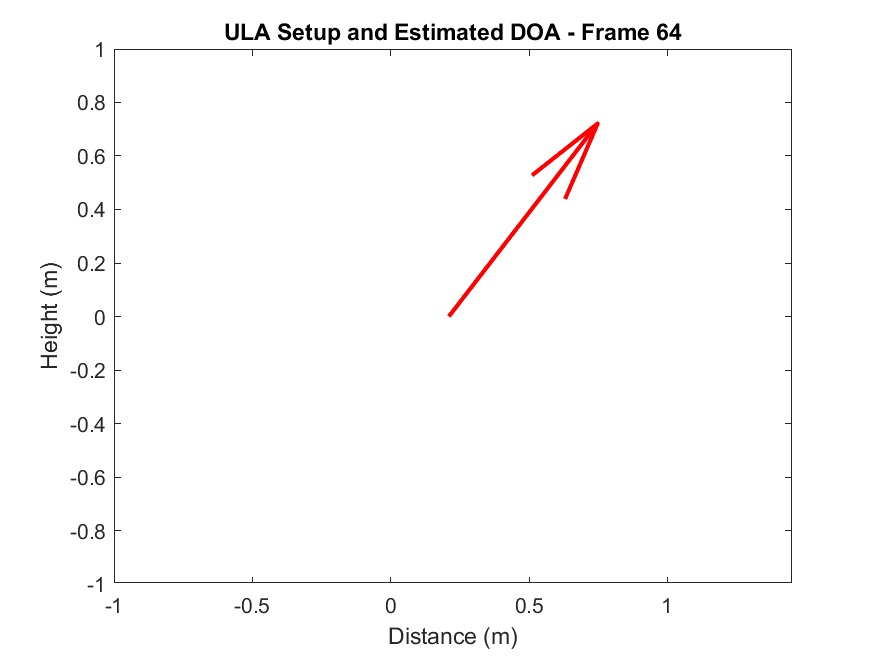 ULA Setup and Estimated DOA - Frame 64
1
0.8
0.6
0.4
0.2
0
-0.2
-0.4
-0.6
-0.8
-1
Height (m)
-1 -0.5 0 0.5 1
Distance (m)